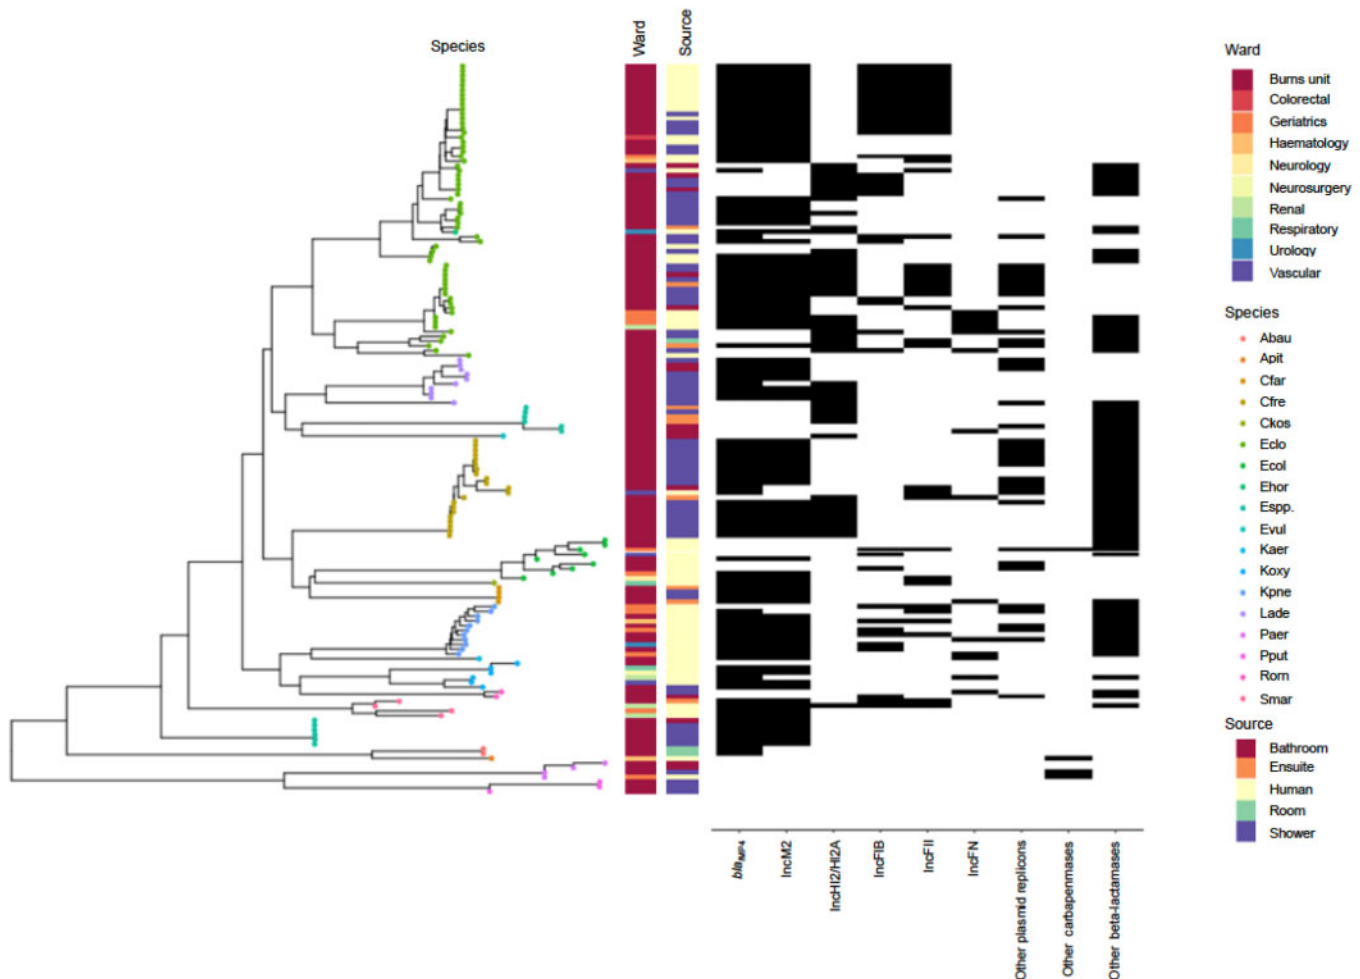 Species
Ward
Source
Ward
Burns unit
Colorectal
Geriatrics
Haematology
Neurology
Neurosurgery
Renal
Respiratory
Urology
Vascular
Species
Abau
Apit
Cfar
Cfre
Ckos
Eclo
Ecol
Ehor
Espp.
Evul
Kaer
Koxy
Kpne
Lade
Paer
Pput
Rorn
Smar
Source
Bathroom
Ensuite
Human
Room
Shower
blaIMP4
IncM2
IncHI2/HI2A
IncFIB
IncFII
IncFN
Other plasmid replicons
Other carbapenmases
Other beta-lactamases